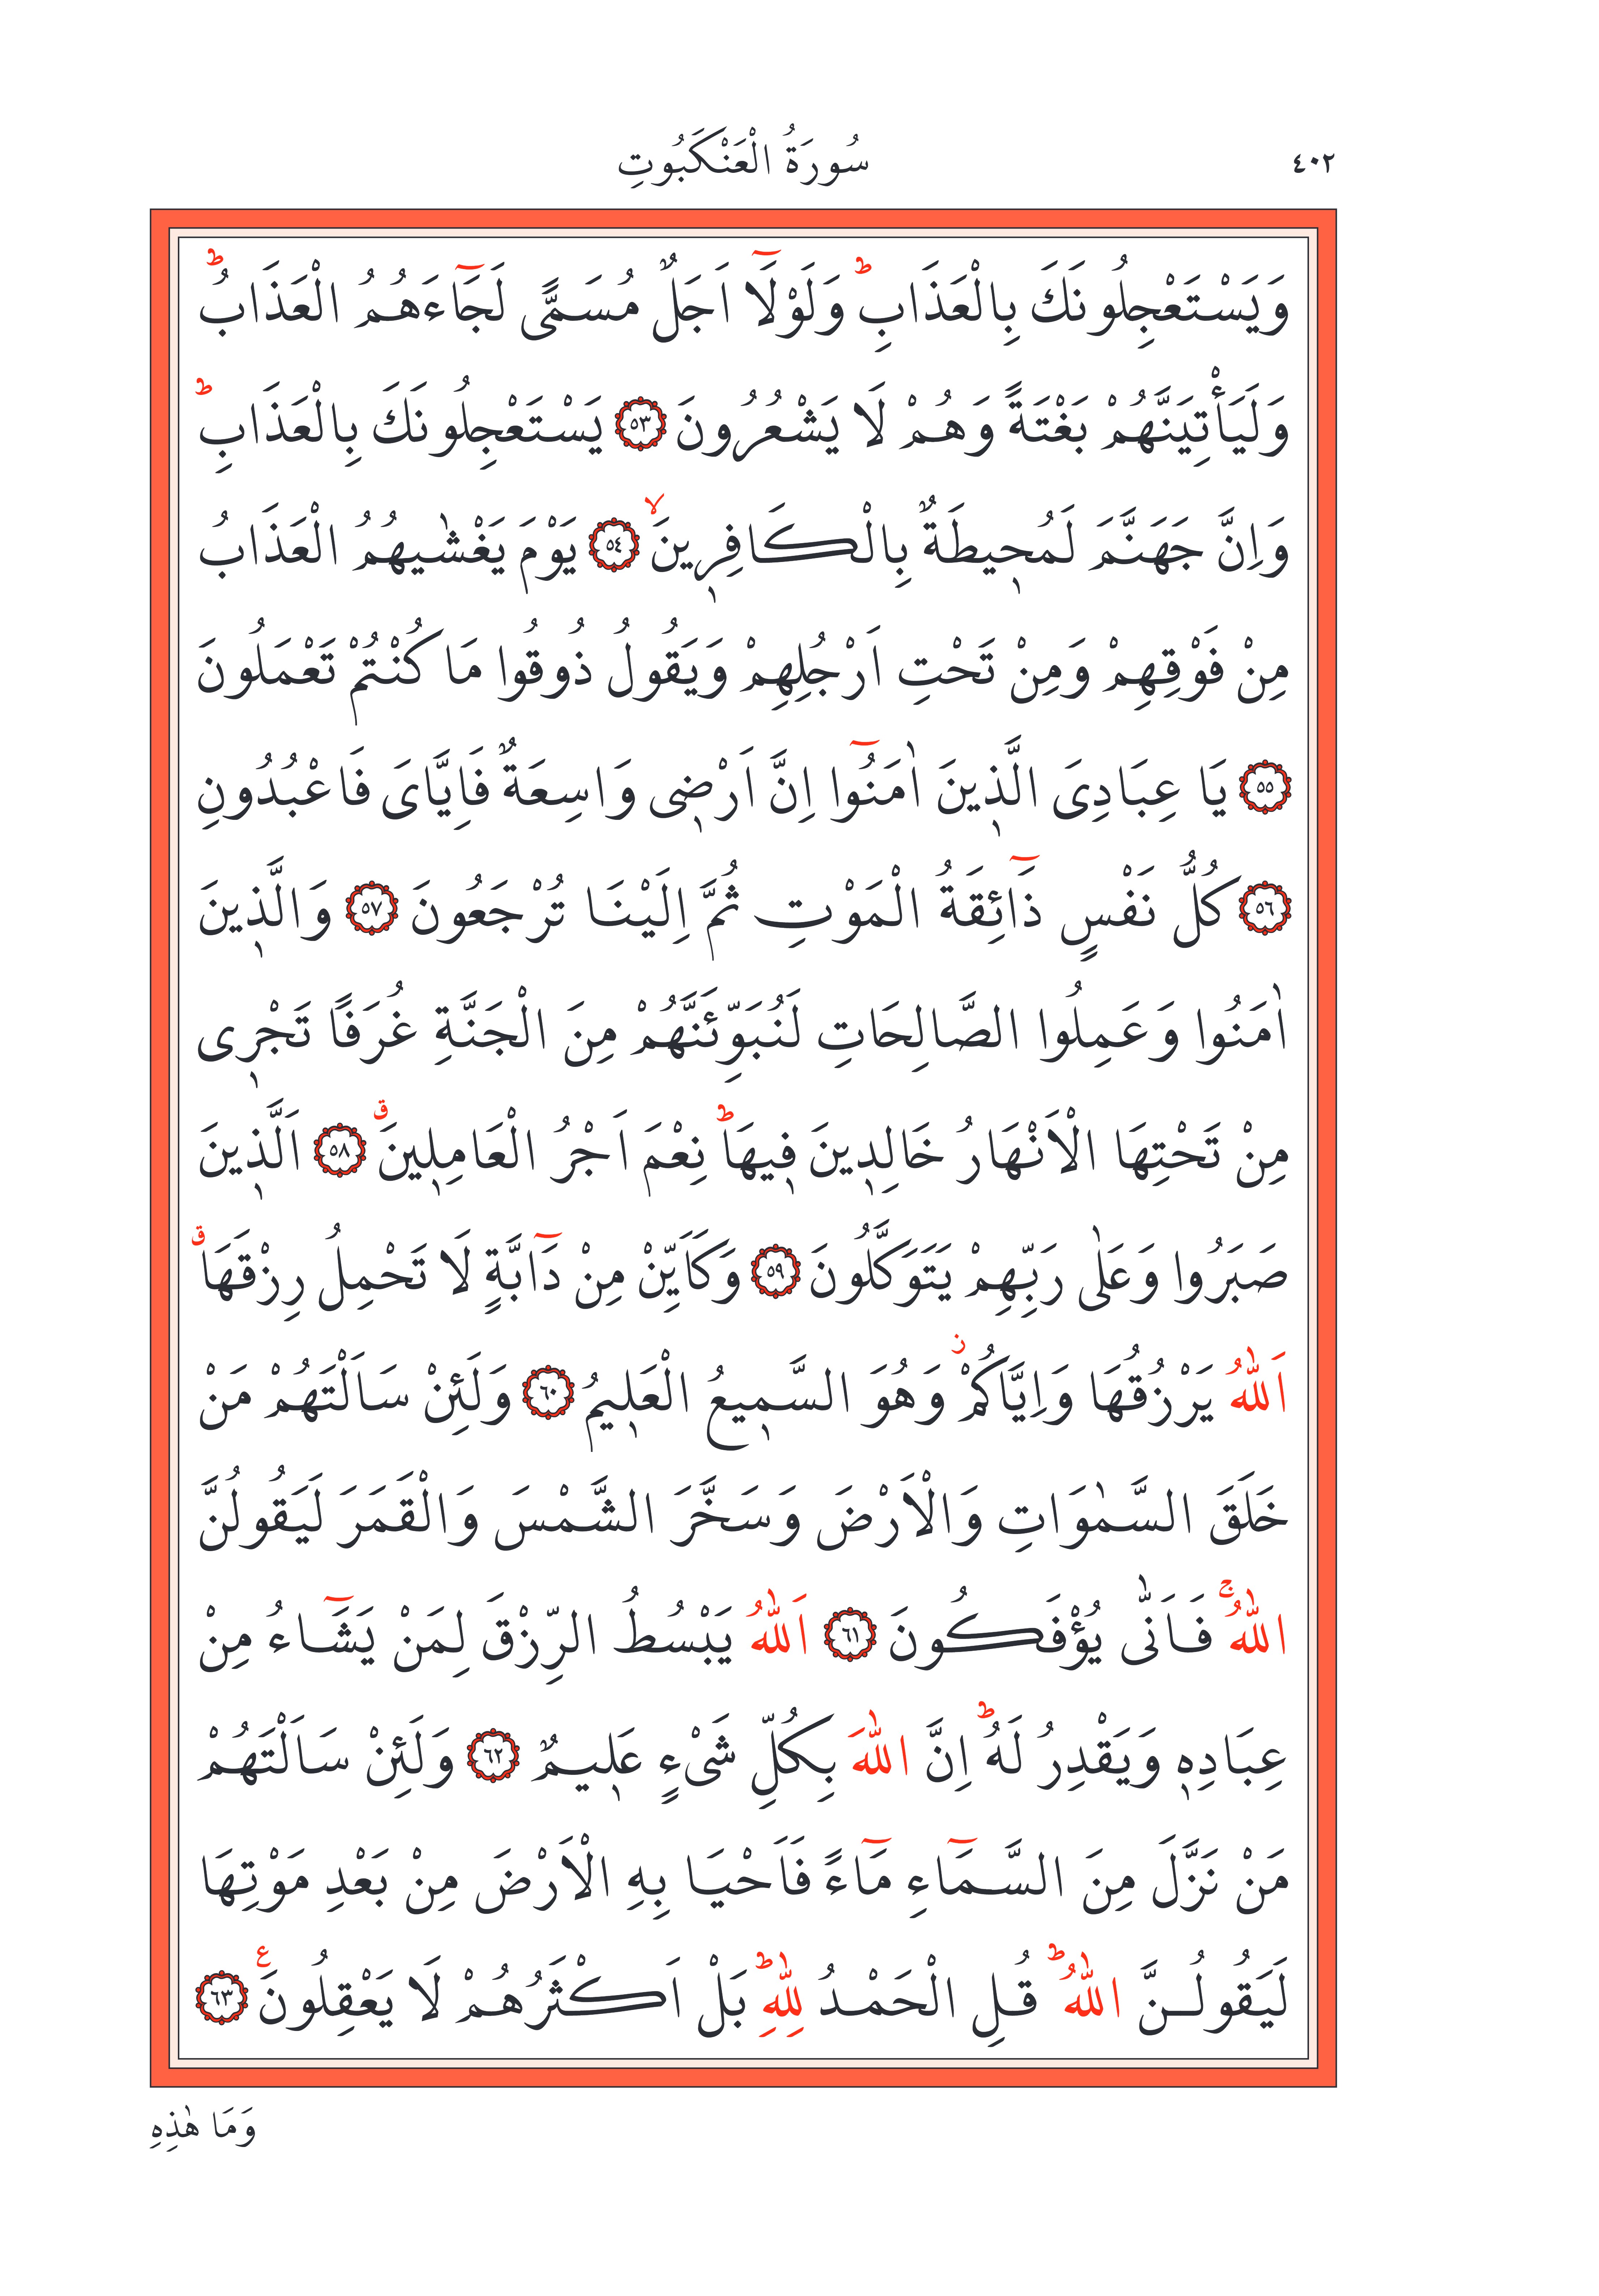 ٤٠٢
سُورَةُ الْعَنْكَبُوتِ
وَيَسْتَعْجِلُونَكَ بِالْعَذَابِۜ وَلَوْلَٓا اَجَلٌ مُسَمًّى لَجَٓاءَهُمُ الْعَذَابُؕ
وَلَيَأْتِيَنَّهُمْ بَغْتَةً وَهُمْ لَا يَشْعُرُونَ ﴿٥٣﴾ يَسْتَعْجِلُونَكَ بِالْعَذَابِؕ
وَاِنَّ جَهَنَّمَ لَمُح۪يطَةٌ بِالْكَافِر۪ينَۙ ﴿٥٤﴾ يَوْمَ يَغْشٰيهُمُ الْعَذَابُ
مِنْ فَوْقِهِمْ وَمِنْ تَحْتِ اَرْجُلِهِمْ وَيَقُولُ ذُوقُوا مَا كُنْتُمْ تَعْمَلُونَ
﴿٥٥﴾ يَا عِبَادِىَ الَّذ۪ينَ اٰمَنُٓوا اِنَّ اَرْض۪ى وَاسِعَةٌ فَاِيَّاىَ فَاعْبُدُونِ
﴿٥٦﴾ كُلُّ نَفْسٍ ذَٓائِقَةُ الْمَوْتِ ثُمَّ اِلَيْنَا تُرْجَعُونَ ﴿٥٧﴾ وَالَّذ۪ينَ
اٰمَنُوا وَعَمِلُوا الصَّالِحَاتِ لَنُبَوِّئَنَّهُمْ مِنَ الْجَنَّةِ غُرَفًا تَجْر۪ى
مِنْ تَحْتِهَا الْاَنْهَارُ خَالِد۪ينَ ف۪يهَاؕ نِعْمَ اَجْرُ الْعَامِل۪ينَۗ ﴿٥٨﴾ اَلَّذ۪ينَ
صَبَرُوا وَعَلٰى رَبِّهِمْ يَتَوَكَّلُونَ ﴿٥٩﴾ وَكَاَيِّنْ مِنْ دَٓابَّةٍ لَا تَحْمِلُ رِزْقَهَاۗ
اَللّٰهُ يَرْزُقُهَا وَاِيَّاكُمْؗ وَهُوَ السَّم۪يعُ الْعَل۪يمُ ﴿٦٠﴾ وَلَئِنْ سَاَلْتَهُمْ مَنْ
خَلَقَ السَّمٰوَاتِ وَالْاَرْضَ وَسَخَّرَ الشَّمْسَ وَالْقَمَرَ لَيَقُولُنَّ
اللّٰهُۚ فَاَنّٰى يُؤْفَكُونَ ﴿٦١﴾ اَللّٰهُ يَبْسُطُ الرِّزْقَ لِمَنْ يَشَٓاءُ مِنْ
عِبَادِه۪ وَيَقْدِرُ لَهُؕ اِنَّ اللّٰهَ بِكُلِّ شَىْءٍ عَل۪يمٌ ﴿٦٢﴾ وَلَئِنْ سَاَلْتَهُمْ
مَنْ نَزَّلَ مِنَ السَّمَٓاءِ مَٓاءً فَاَحْيَا بِهِ الْاَرْضَ مِنْ بَعْدِ مَوْتِهَا
لَيَقُولُنَّ اللّٰهُؕ قُلِ الْحَمْدُ لِلّٰهِؕ بَلْ اَكْثَرُهُمْ لَا يَعْقِلُونَࣖ ﴿٦٣﴾
وَمَا هٰذِهِ